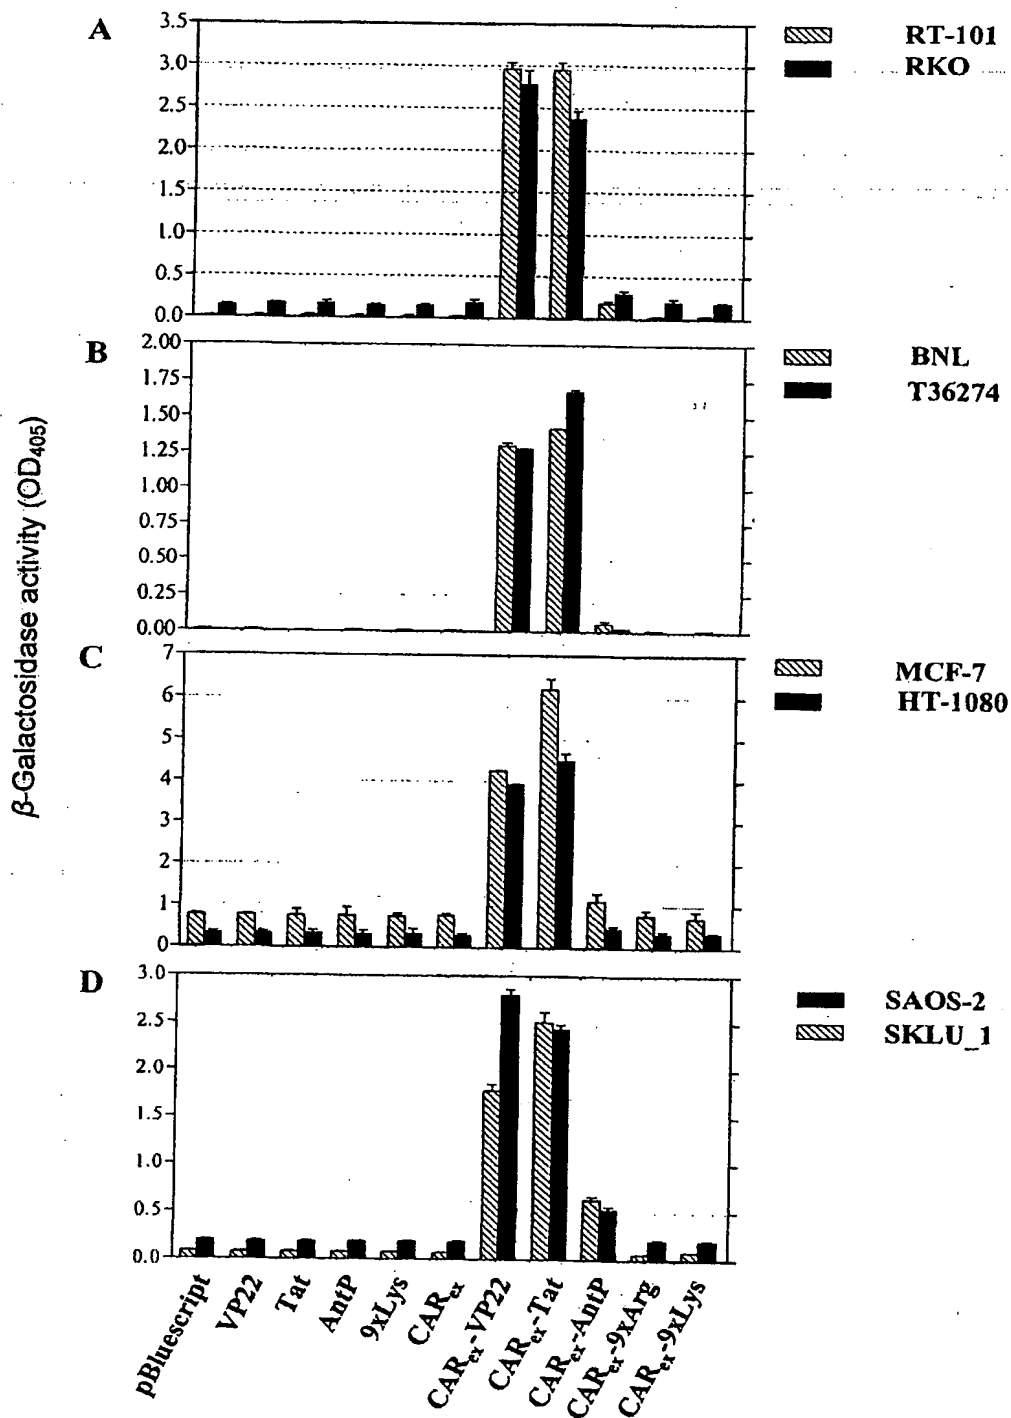 A
3.5
3.0
2.5
2.0
1.5
1.0
0.5
0.0
RT-101
RKO
B
2.00
1.75
1.50
1.25
1.00
0.75
0.50
0.25
0.00
BNL
T36274
β-Galactosidase activity (OD405)
C
7
6
5
4
3
2
1
0
MCF-7
HT-1080
D
3.0
2.5
2.0
1.5
1.0
0.5
0.0
SAOS-2
SKLU_1
pBluescript
VP22
Tat
AntP
9xLys
CARex
CARex-VP22
CARex-Tat
CARex-AntP
CARex-9xArg
CARex-9xLys